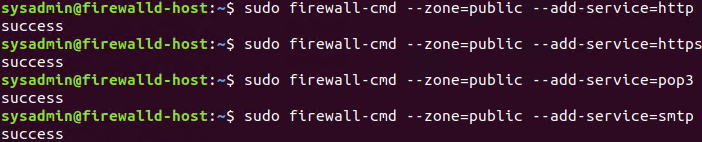 sysadmin@firewalld-host:~$ sudo firewall-cmd --zone=public --add-service=http
success
sysadmin@firewalld-host:~$ sudo firewall-cmd --zone=public --add-service=https
success
sysadmin@firewalld-host:~$ sudo firewall-cmd --zone=public --add-service=pop3
success
sysadmin@firewalld-host:~$ sudo firewall-cmd --zone=public --add-service=smtp
success